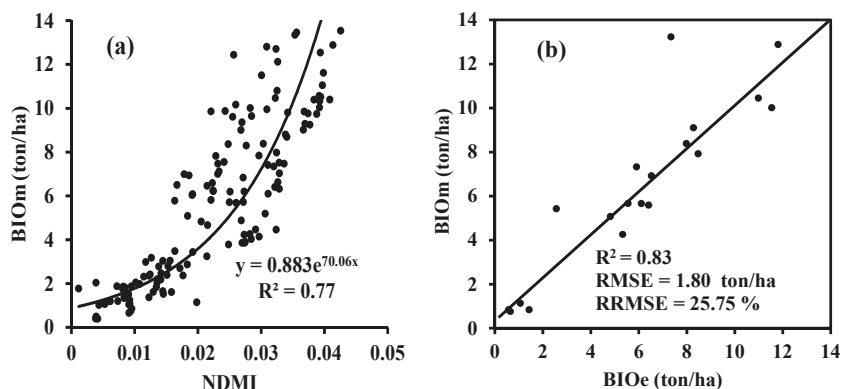 14
(a)
12
10
8
6
4
2
0
BIOm (ton/ha)
y = 0.883e^70.06x
R² = 0.77
0 0.01 0.02 0.03 0.04 0.05
NDMI
14
(b)
12
10
8
6
4
2
0
BIOm (ton/ha)
R² = 0.83
RMSE = 1.80 ton/ha
RRMSE = 25.75 %
0 2 4 6 8 10 12 14
BIOe (ton/ha)